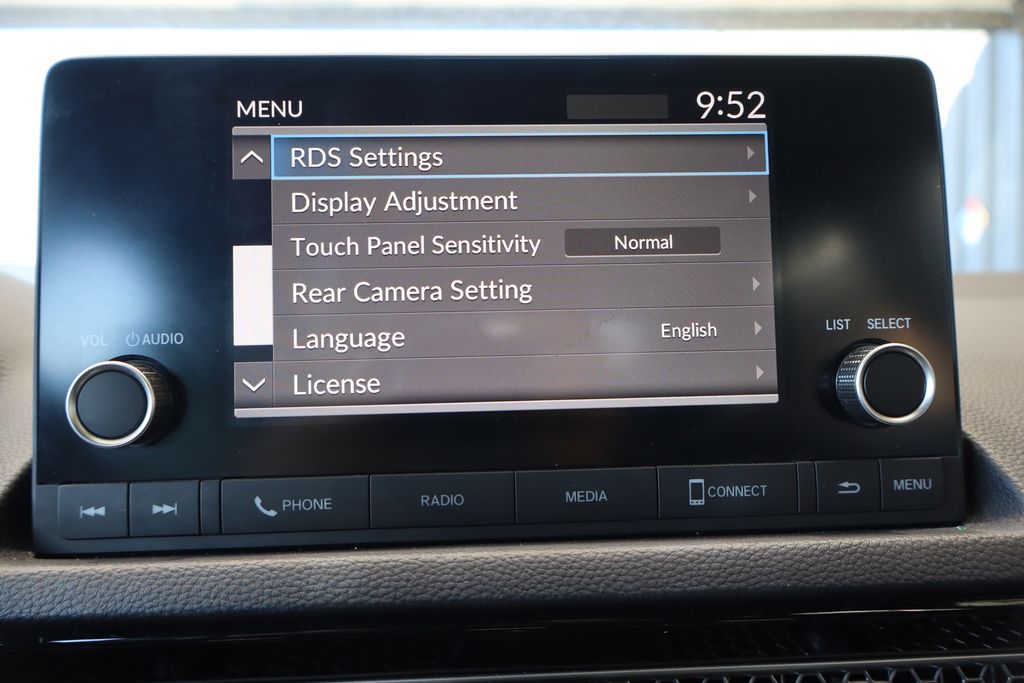 MENU 9:52
RDS Settings
Display Adjustment
Touch Panel Sensitivity Normal
Rear Camera Setting
Language English
License
VOL AUDIO
LIST SELECT
PHONE RADIO MEDIA CONNECT MENU